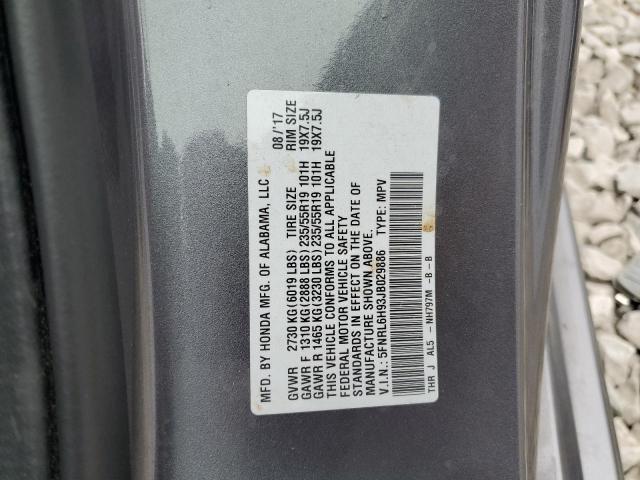 MFD. BY HONDA MFG. OF ALABAMA, LLC 08/'17
GVWR 2730 KG (6019 LBS) TIRE SIZE RIM SIZE
GAWR F 1310 KG (2888 LBS) 235/55R19 101H 19X7.5J
GAWR R 1465 KG (3230 LBS) 235/55R19 101H 19X7.5J
THIS VEHICLE CONFORMS TO ALL APPLICABLE
FEDERAL MOTOR VEHICLE SAFETY
STANDARDS IN EFFECT ON THE DATE OF
MANUFACTURE SHOWN ABOVE.
V.I.N.: 5FNRL6H93JB029886 TYPE: MPV
THR J AL5 - NH797M -B-B